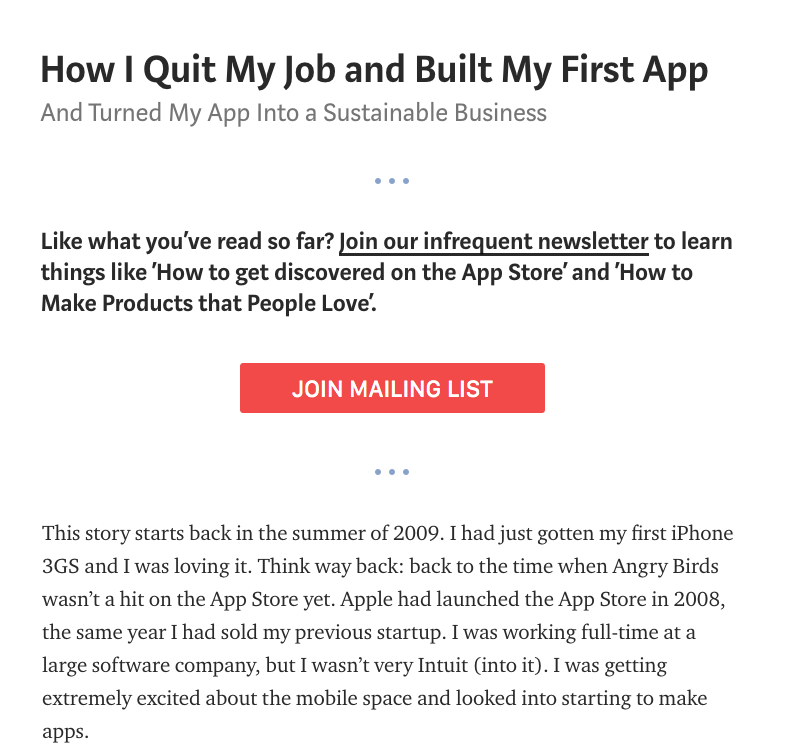 How I Quit My Job and Built My First App
And Turned My App Into a Sustainable Business
Like what you’ve read so far? Join our infrequent newsletter to learn
things like ’How to get discovered on the App Store’ and ’How to
Make Products that People Love’.
JOIN MAILING LIST
This story starts back in the summer of 2009. I had just gotten my first iPhone
3GS and I was loving it. Think way back: back to the time when Angry Birds
wasn’t a hit on the App Store yet. Apple had launched the App Store in 2008,
the same year I had sold my previous startup. I was working full-time at a
large software company, but I wasn’t very Intuit (into it). I was getting
extremely excited about the mobile space and looked into starting to make
apps.